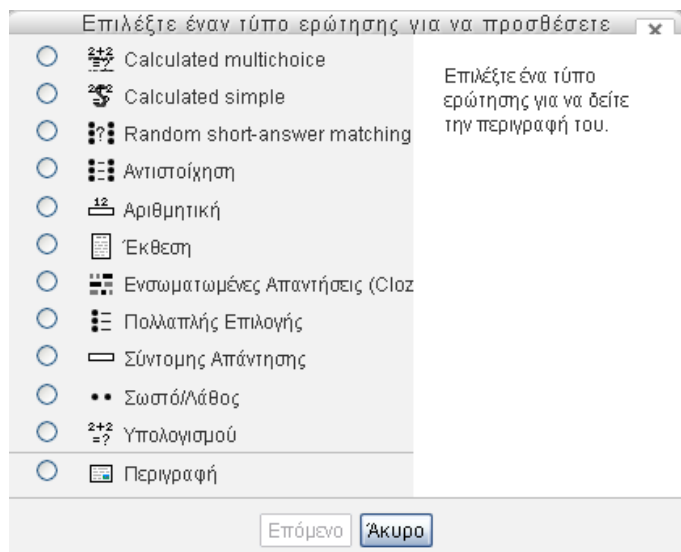 Επιλέξτε έναν τύπο ερώτησης για να προσθέσετε
Calculated multichoice
Calculated simple
Random short-answer matching
Αντιστοίχηση
Αριθμητική
Έκθεση
Ενσωματωμένες Απαντήσεις (Cloz
Πολλαπλής Επιλογής
Σύντομης Απάντησης
Σωστό/Λάθος
Υπολογισμού
Περιγραφή
Επιλέξτε ένα τύπο
ερώτησης για να δείτε
την περιγραφή του.
Επόμενο Άκυρο